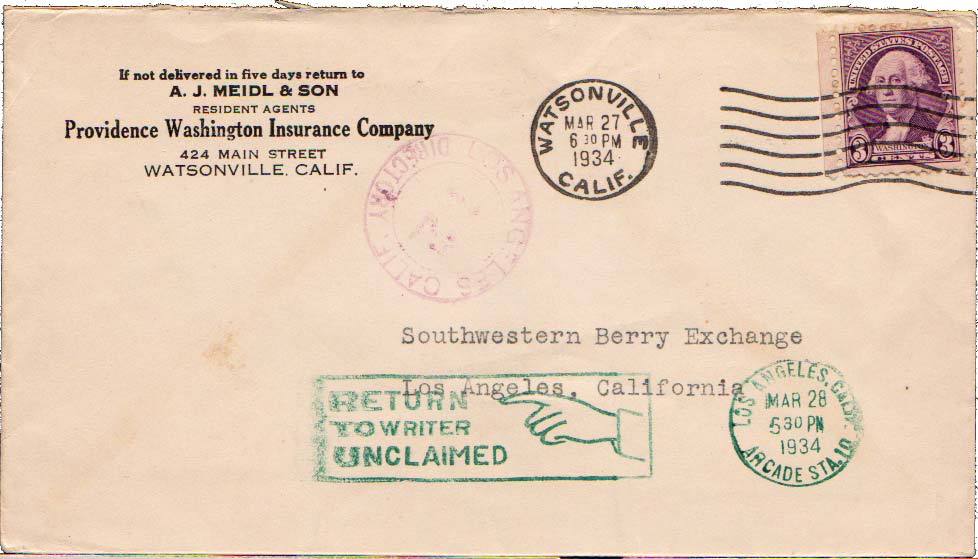 If not delivered in five days return to
A. J. MEIDL & SON
RESIDENT AGENTS
Providence Washington Insurance Company
424 MAIN STREET
WATSONVILLE, CALIF.
WATSONVILLE
MAR 27
6 30 PM
1934
CALIF.
UNITED STATES POSTAGE
WASHINGTON
3 CENTS 3
LOS ANGELES CALIF.
DIRECTORY
Southwestern Berry Exchange
Los Angeles, California
RETURN
TO WRITER
UNCLAIMED
LOS ANGELES, CALIF.
MAR 28
5 30 PM
1934
ARCADE STA. 10